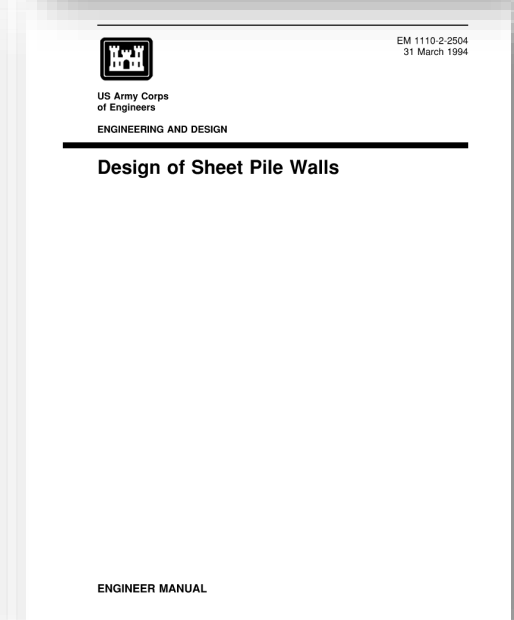 EM 1110-2-2504
31 March 1994
US Army Corps
of Engineers
ENGINEERING AND DESIGN
Design of Sheet Pile Walls
ENGINEER MANUAL